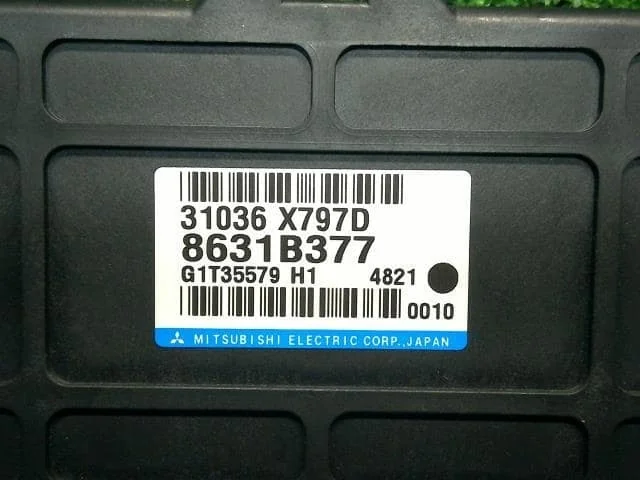 31036 X797D
8631B377
G1T35579 H1 4821
0010
MITSUBISHI ELECTRIC CORP.,JAPAN